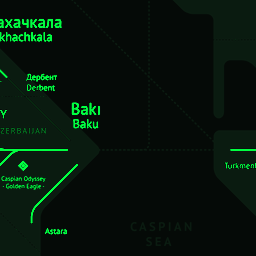 ахачкала
khachkala
Дербент
Derbent
Bakı
Baku
Y
ZERBAIJAN
Caspian Odyssey
- Golden Eagle -
Turkment
Astara
CASPIAN
SEA